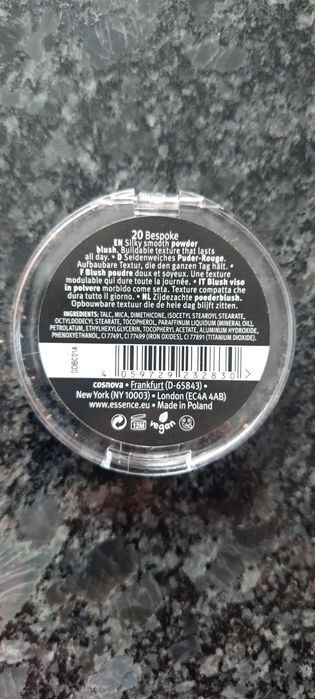 20 Bespoke
EN Silky smooth powder
blush. Buildable texture that lasts
all day. • D Seidenweiches Puder-Rouge.
Aufbaubare Textur, die den ganzen Tag hält. •
F Blush poudre doux et soyeux. Une texture
modulable qui dure toute la journée. • IT Blush viso
in polvere morbido come seta. Texture compatta che
dura tutto il giorno. • NL Zijdezachte poederblush.
Opbouwbare textuur die de hele dag blijft zitten.
INGREDIENTS: TALC, MICA, DIMETHICONE, ISOCETYL STEAROYL STEARATE,
OCTYLDODECYL STEARATE, TOCOPHEROL, PARAFFINUM LIQUIDUM (MINERAL OIL),
PETROLATUM, ETHYLHEXYLGLYCERIN, TOCOPHERYL ACETATE, ALUMINUM HYDROXIDE,
PHENOXYETHANOL, CI 77491, CI 77499 (IRON OXIDES), CI 77891 (TITANIUM DIOXIDE).
DDBC01A
4 059729 232830 >
cosnova • Frankfurt (D-65843) •
New York (NY 10003) • London (EC4A 4AB)
www.essence.eu • Made in Poland
12M
vegan